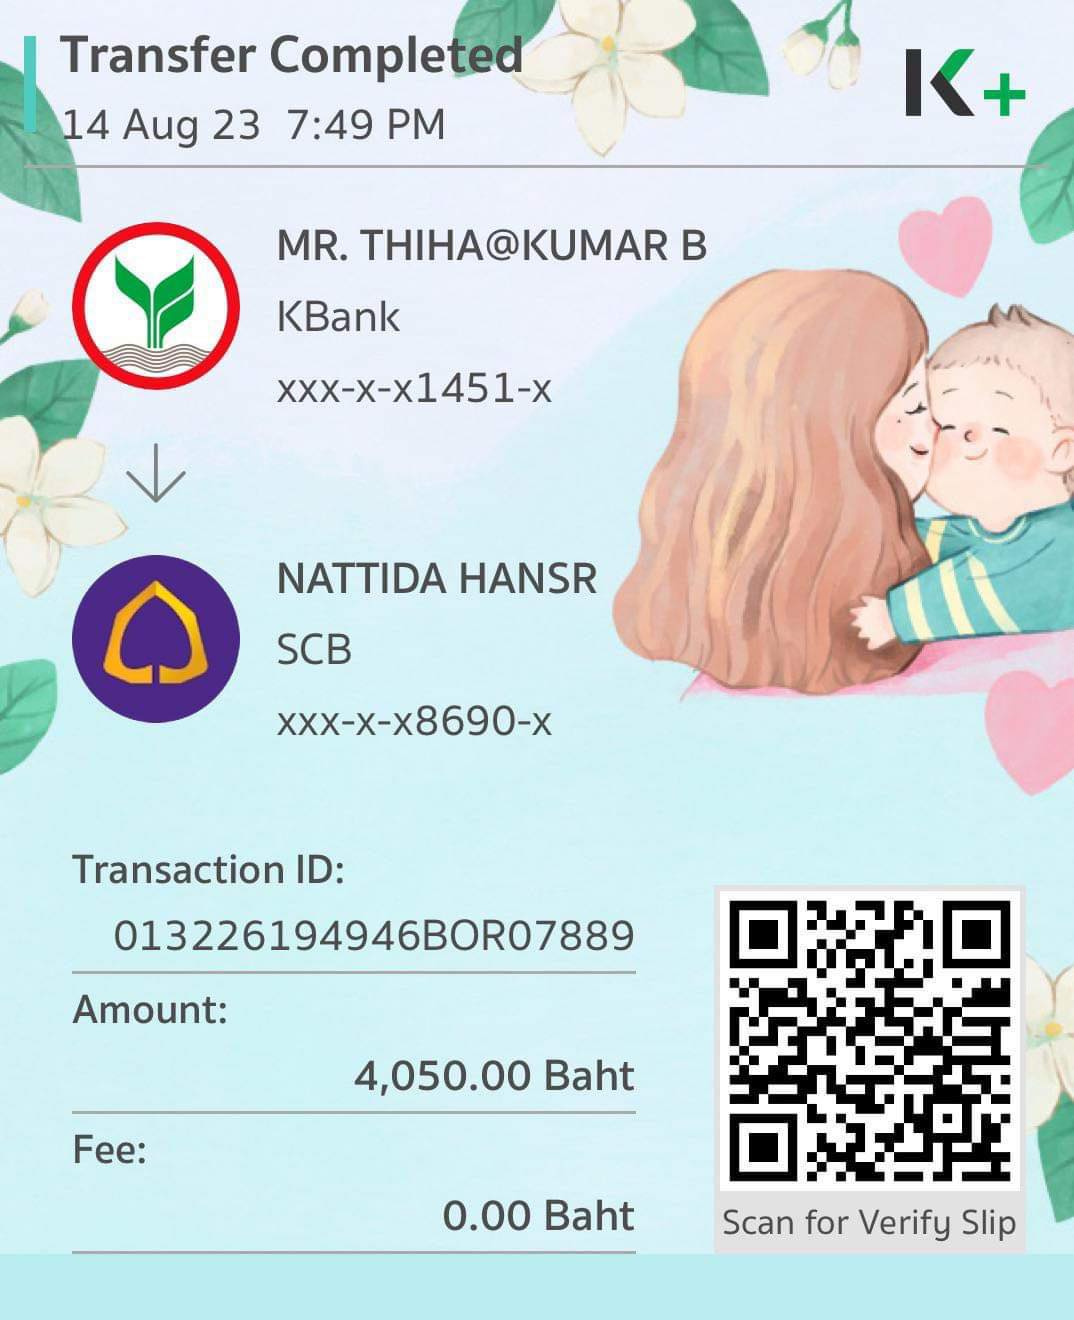 Transfer Completed
14 Aug 23 7:49 PM
K+
MR. THIHA@KUMAR B
KBank
xxx-x-x1451-x
NATTIDA HANSR
SCB
xxx-x-x8690-x
Transaction ID:
013226194946BOR07889
Amount:
4,050.00 Baht
Fee:
0.00 Baht
Scan for Verify Slip